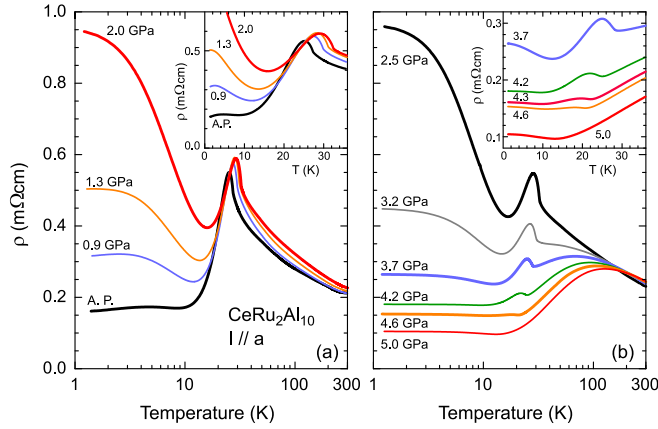 2.0 GPa
1.3 GPa
0.9 GPa
A. P.
CeRu₂Al₁₀
I // a
(a)
ρ (mΩcm)
1.0
0.8
0.6
0.4
0.2
0.0
1 10 100 300
Temperature (K)
2.0
1.3
0.9
A.P.
ρ (mΩcm)
0.5
0.0
0 10 20 30
T (K)
2.5 GPa
3.2 GPa
3.7 GPa
4.2 GPa
4.6 GPa
5.0 GPa
(b)
1 10 100 300
Temperature (K)
3.7
4.2
4.3
4.6
5.0
ρ (mΩcm)
0.3
0.2
0.1
0 10 20 30
T (K)